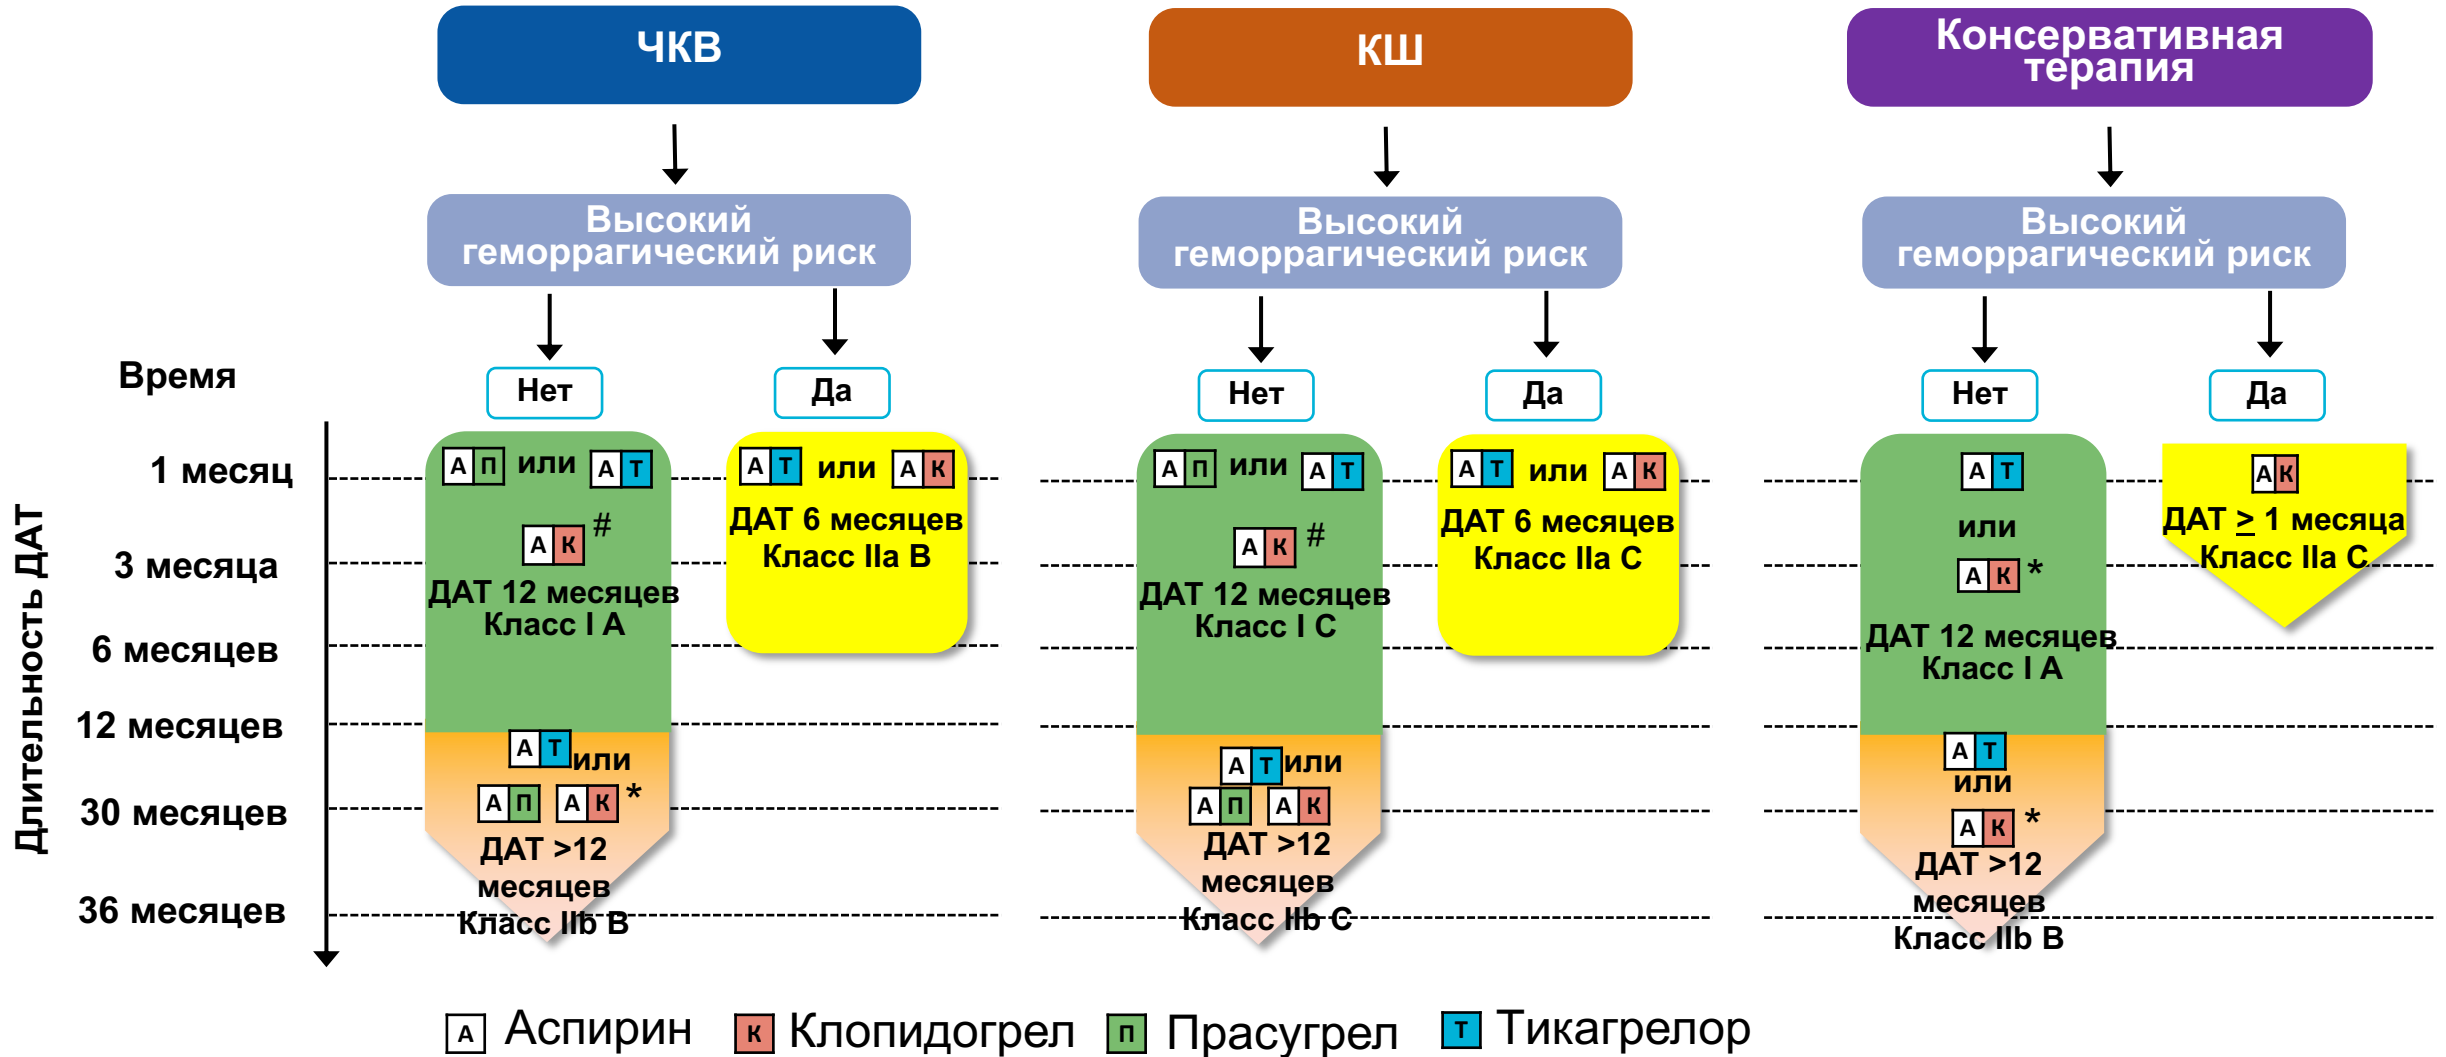 ЧКВ
КШ
Консервативная
терапия
Высокий
геморрагический риск
Высокий
геморрагический риск
Высокий
геморрагический риск
Время
Нет
Да
Нет
Да
Нет
Да
Длительность ДАТ
1 месяц
3 месяца
6 месяцев
12 месяцев
30 месяцев
36 месяцев
А П или А Т
А К #
ДАТ 12 месяцев
Класс I А
А Т или
А П А К *
ДАТ >12
месяцев
Класс IIb В
А Т или А К
ДАТ 6 месяцев
Класс IIa В
А П или А Т
А К #
ДАТ 12 месяцев
Класс I С
А Т или
А П А К
ДАТ >12
месяцев
Класс IIb С
А Т или А К
ДАТ 6 месяцев
Класс IIa С
А Т
или
А К *
ДАТ 12 месяцев
Класс I А
А Т
или
А К *
ДАТ >12
месяцев
Класс IIb В
А К
ДАТ ≥ 1 месяца
Класс IIa С
А Аспирин К Клопидогрел П Прасугрел Т Тикагрелор